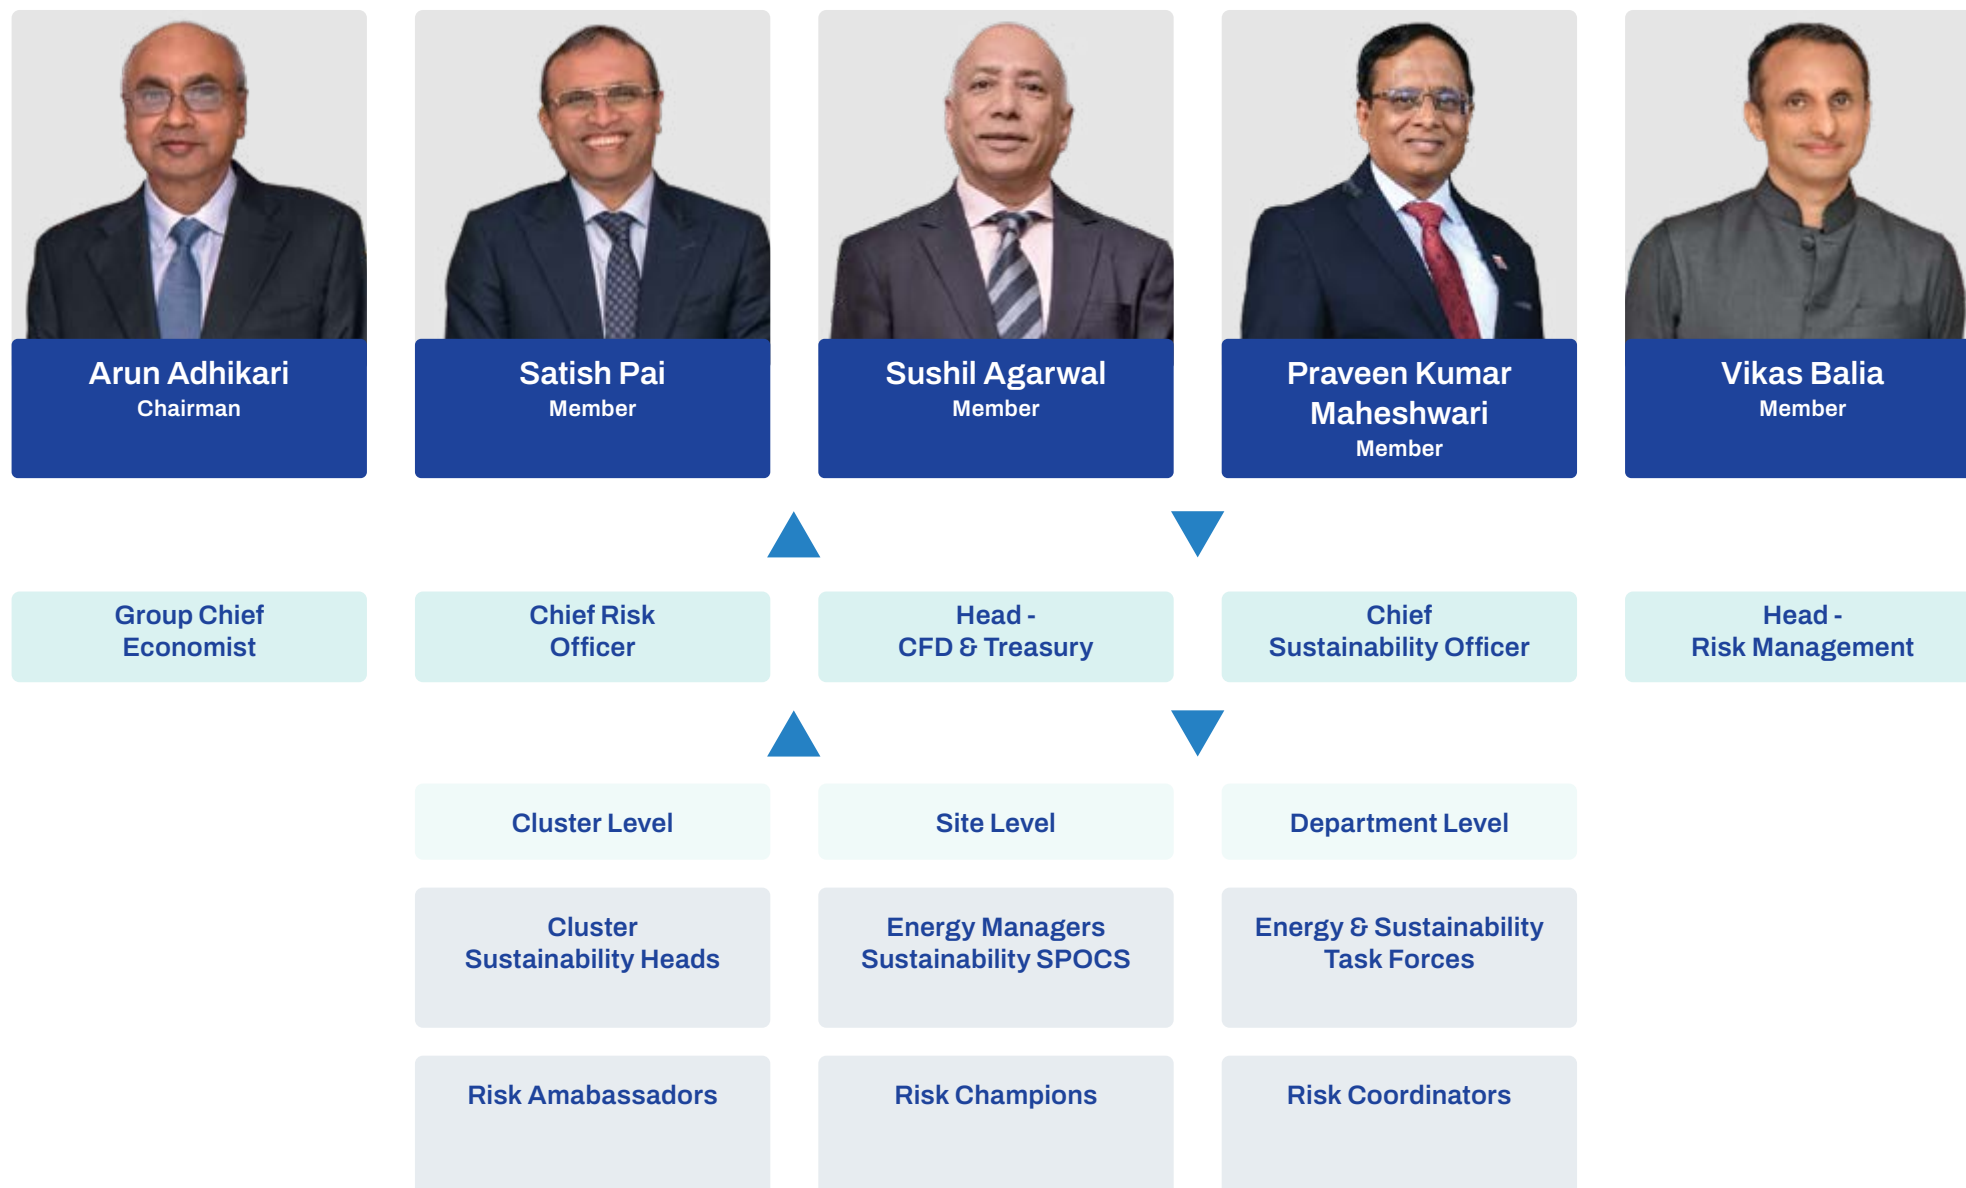 Arun Adhikari
Chairman
Satish Pai
Member
Sushil Agarwal
Member
Praveen Kumar
Maheshwari
Member
Vikas Balia
Member
Group Chief
Economist
Chief Risk
Officer
Head -
CFD & Treasury
Chief
Sustainability Officer
Head -
Risk Management
Cluster Level
Site Level
Department Level
Cluster
Sustainability Heads
Energy Managers
Sustainability SPOCS
Energy & Sustainability
Task Forces
Risk Amabassadors
Risk Champions
Risk Coordinators